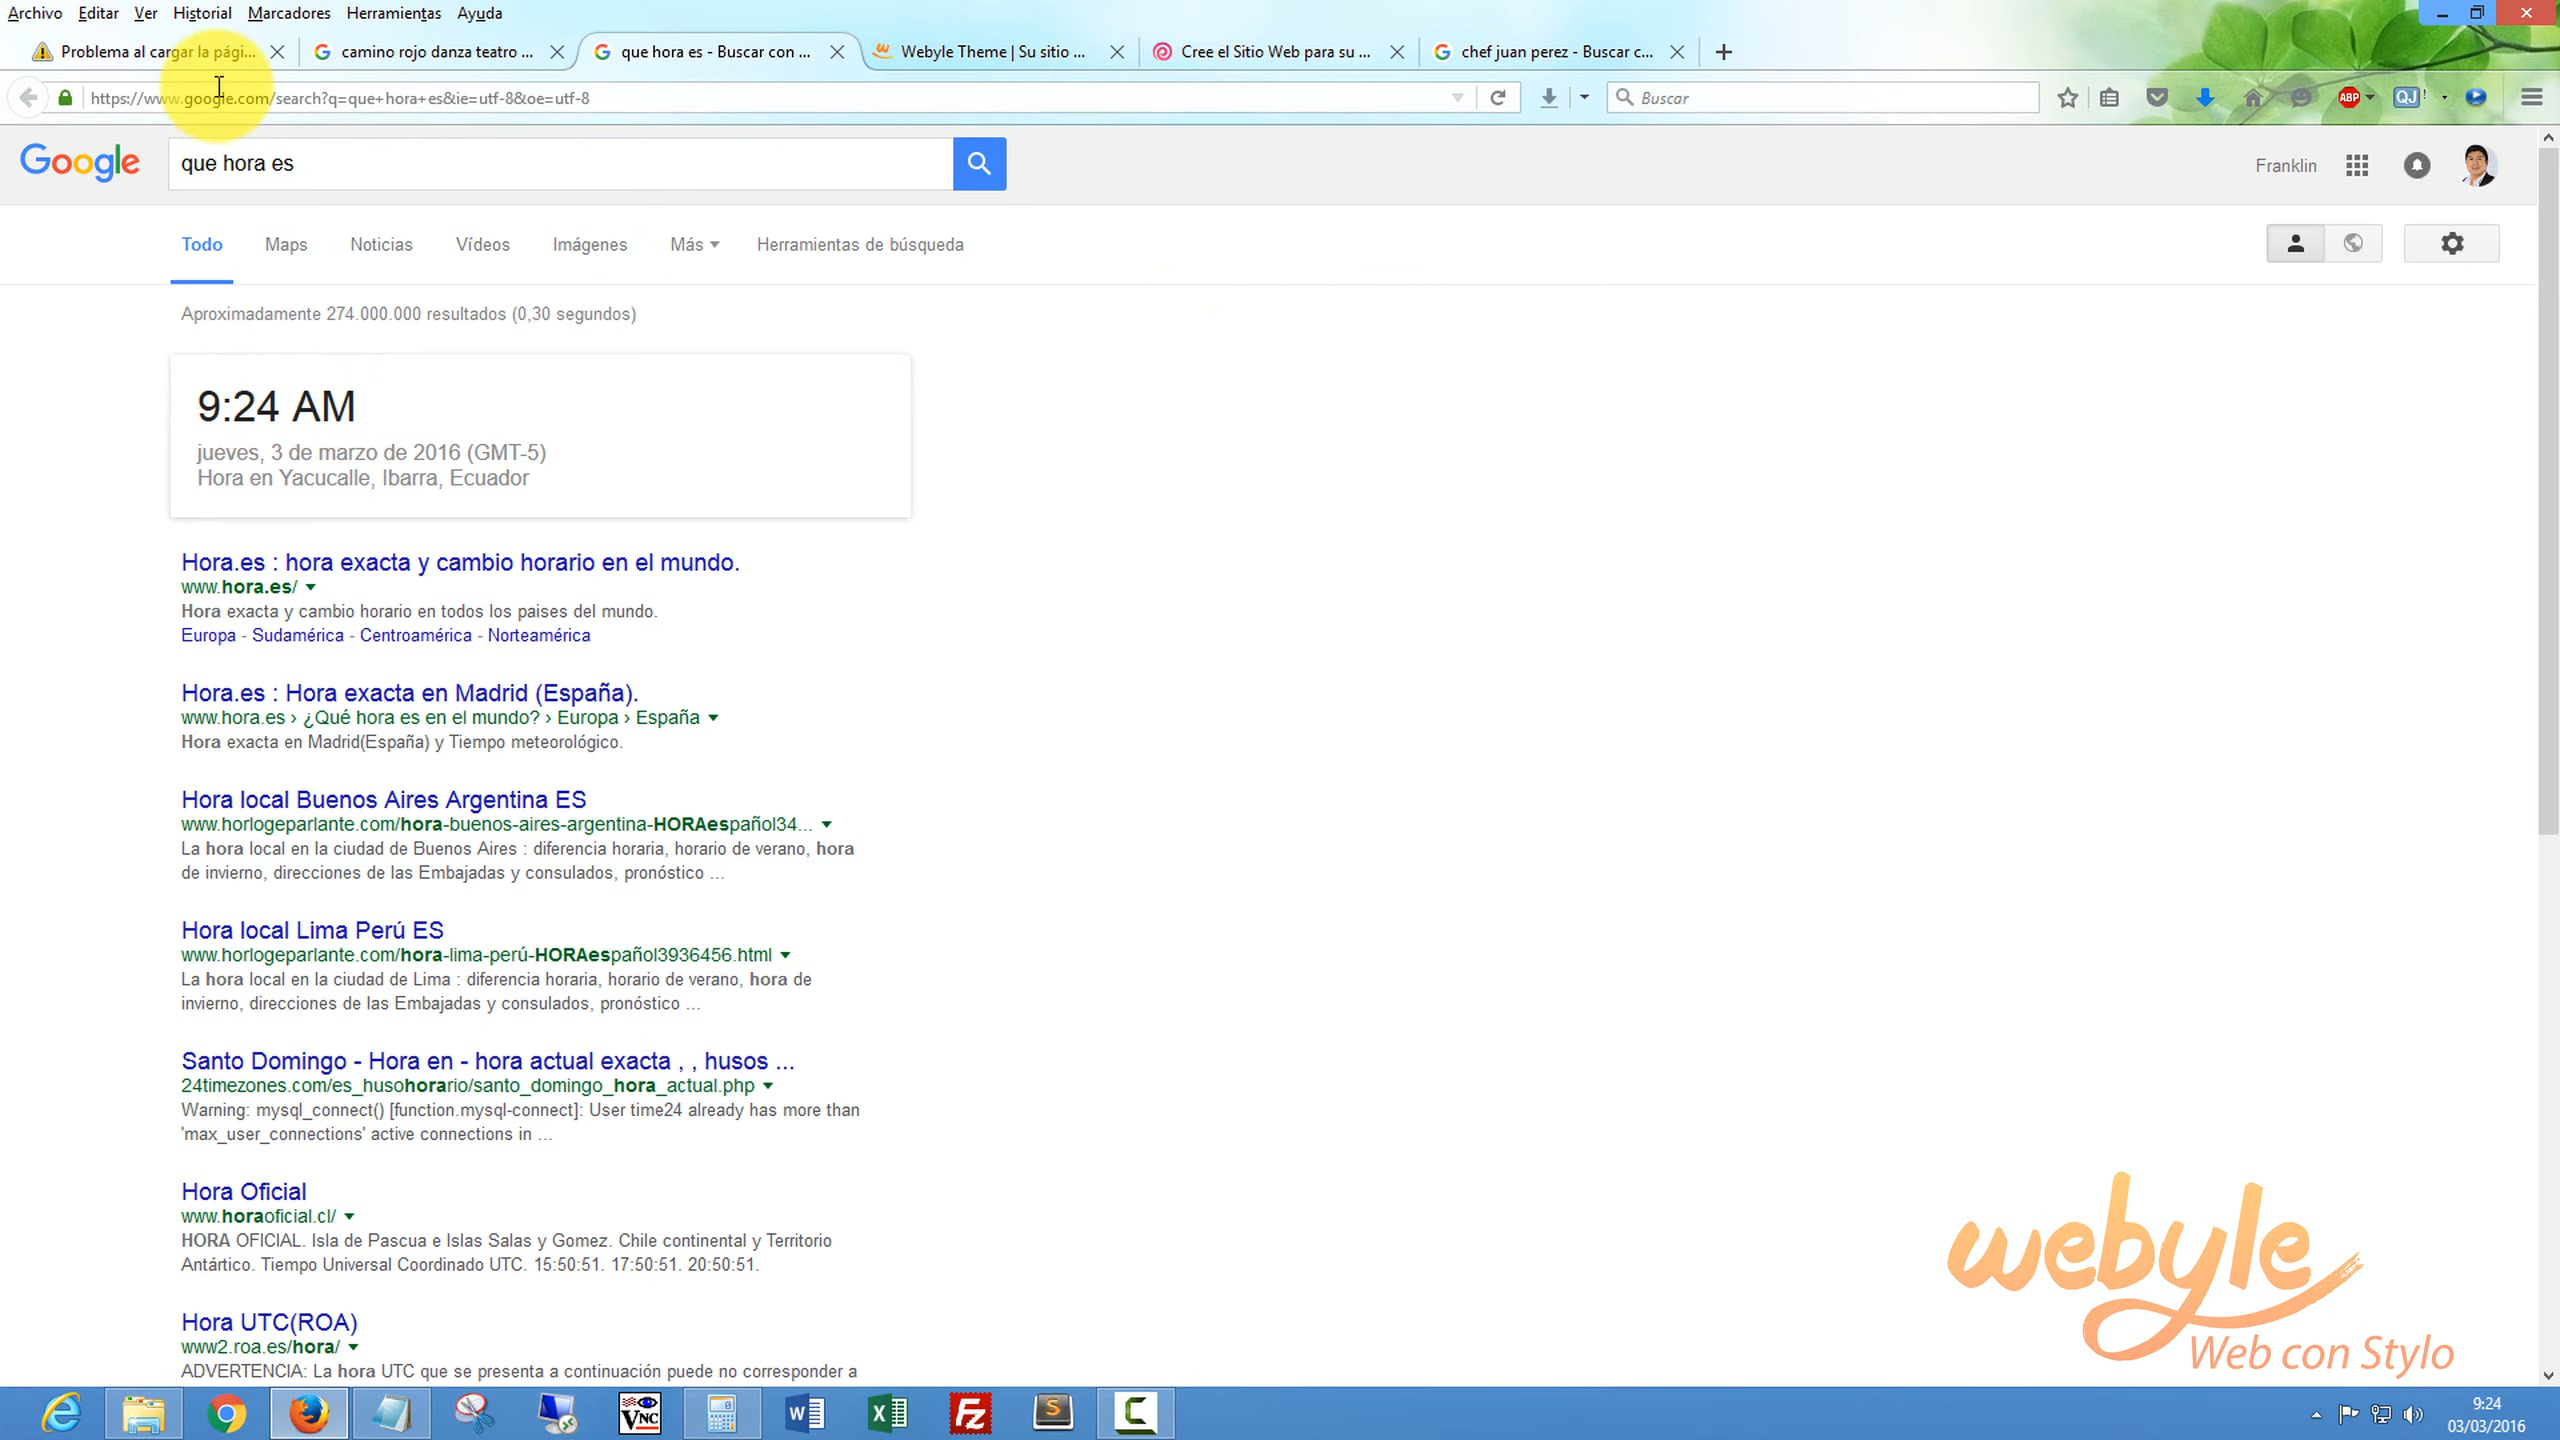 Archivo Editar Ver Historial Marcadores Herramientas Ayuda
Problema al cargar la pági... camino rojo danza teatro ... que hora es - Buscar con ... Webyle Theme | Su sitio ... Cree el Sitio Web para su ... chef juan perez - Buscar c...
https://www.google.com/search?q=que+hora+es&ie=utf-8&oe=utf-8 Buscar ABP QJ !
Google que hora es Franklin
Todo Maps Noticias Vídeos Imágenes Más Herramientas de búsqueda
Aproximadamente 274.000.000 resultados (0,30 segundos)
9:24 AM
jueves, 3 de marzo de 2016 (GMT-5)
Hora en Yacucalle, Ibarra, Ecuador
Hora.es : hora exacta y cambio horario en el mundo.
www.hora.es/
Hora exacta y cambio horario en todos los paises del mundo.
Europa - Sudamérica - Centroamérica - Norteamérica
Hora.es : Hora exacta en Madrid (España).
www.hora.es › ¿Qué hora es en el mundo? › Europa › España
Hora exacta en Madrid(España) y Tiempo meteorológico.
Hora local Buenos Aires Argentina ES
www.horlogeparlante.com/hora-buenos-aires-argentina-HORAespañol34...
La hora local en la ciudad de Buenos Aires : diferencia horaria, horario de verano, hora
de invierno, direcciones de las Embajadas y consulados, pronóstico ...
Hora local Lima Perú ES
www.horlogeparlante.com/hora-lima-perú-HORAespañol3936456.html
La hora local en la ciudad de Lima : diferencia horaria, horario de verano, hora de
invierno, direcciones de las Embajadas y consulados, pronóstico ...
Santo Domingo - Hora en - hora actual exacta , , husos ...
24timezones.com/es_husohorario/santo_domingo_hora_actual.php
Warning: mysql_connect() [function.mysql-connect]: User time24 already has more than
'max_user_connections' active connections in ...
Hora Oficial
www.horaoficial.cl/
HORA OFICIAL. Isla de Pascua e Islas Salas y Gomez. Chile continental y Territorio
Antártico. Tiempo Universal Coordinado UTC. 15:50:51. 17:50:51. 20:50:51.
Hora UTC(ROA)
www2.roa.es/hora/
ADVERTENCIA: La hora UTC que se presenta a continuación puede no corresponder a
webyle
Web con Stylo
VNC W X Fz S C
9:24
03/03/2016